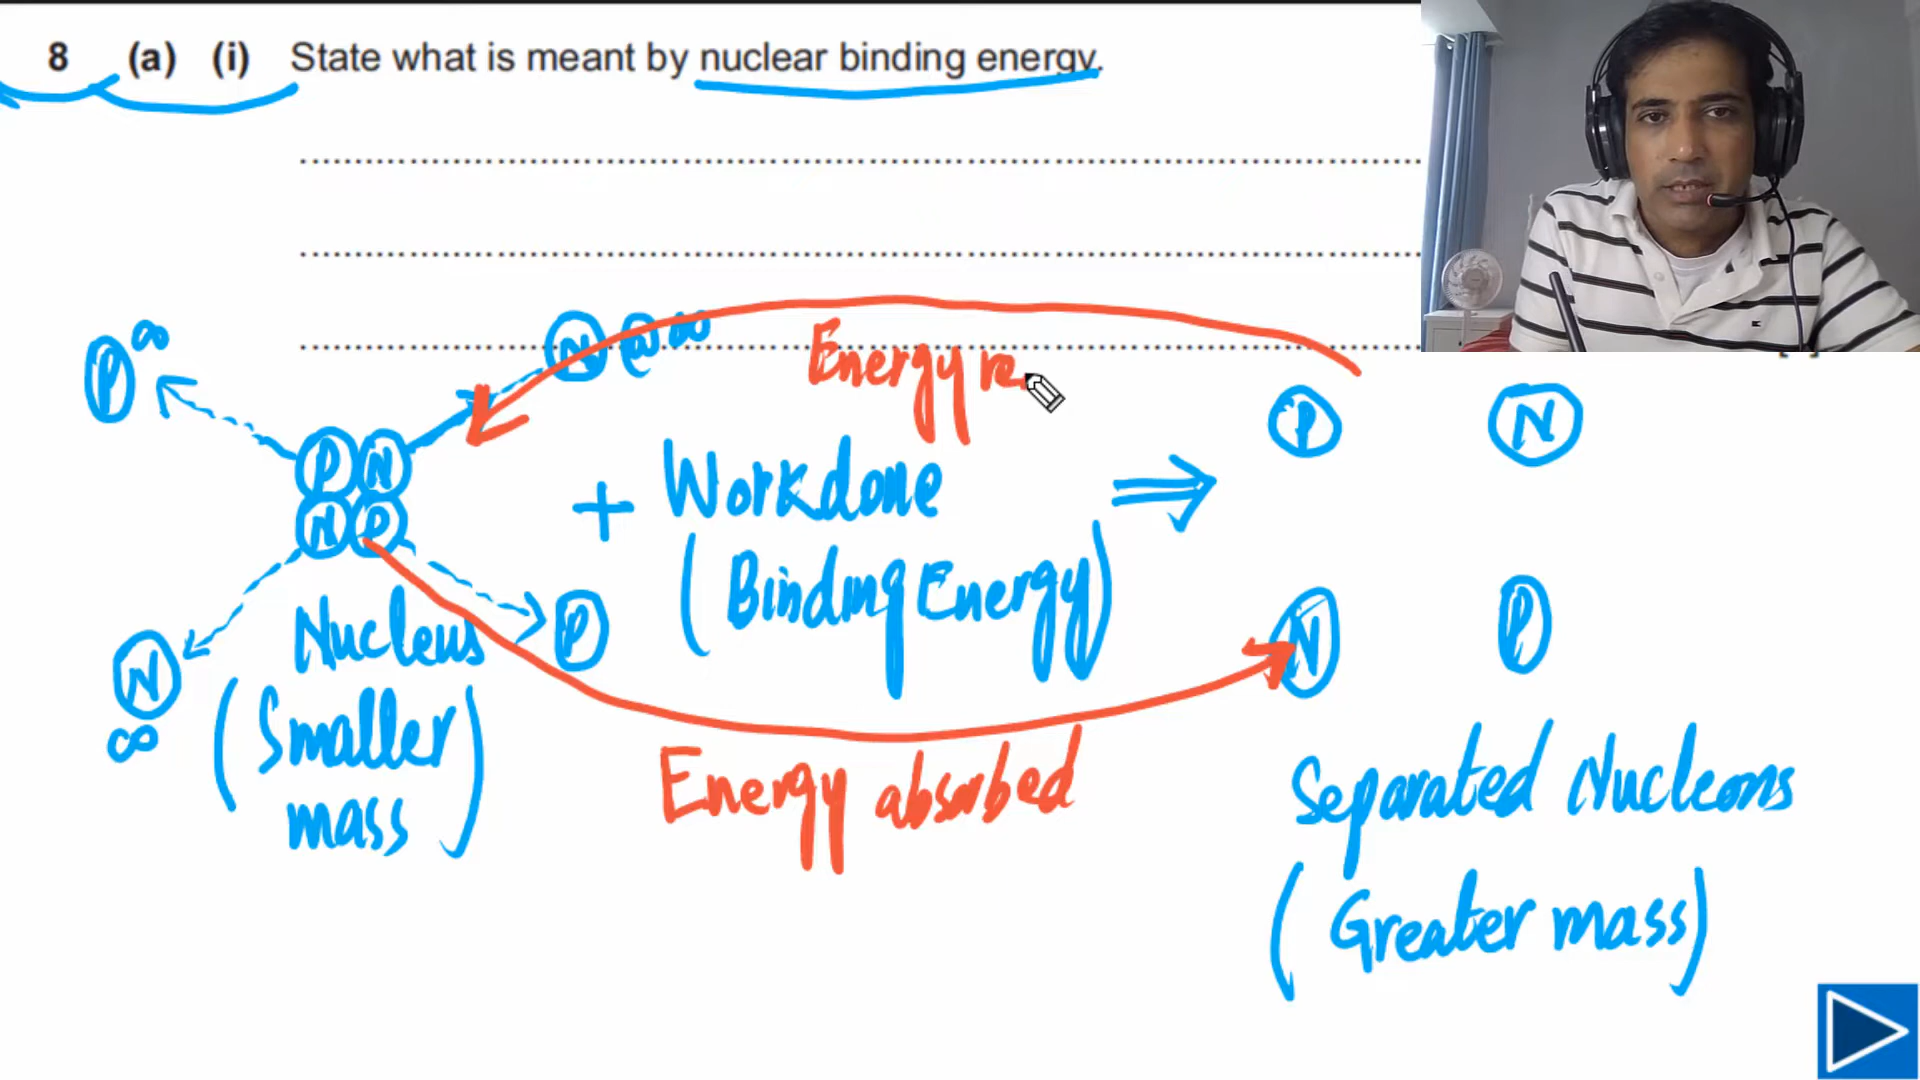 8 (a) (i) State what is meant by nuclear binding energy.
P ∞
N @ ∞
Energy re
P N
P N
N P
+ Workdone ⇒
(Binding Energy)
Nucleus
(Smaller
mass)
N
∞
P
N P
Energy absorbed
Separated Nucleons
(Greater mass)